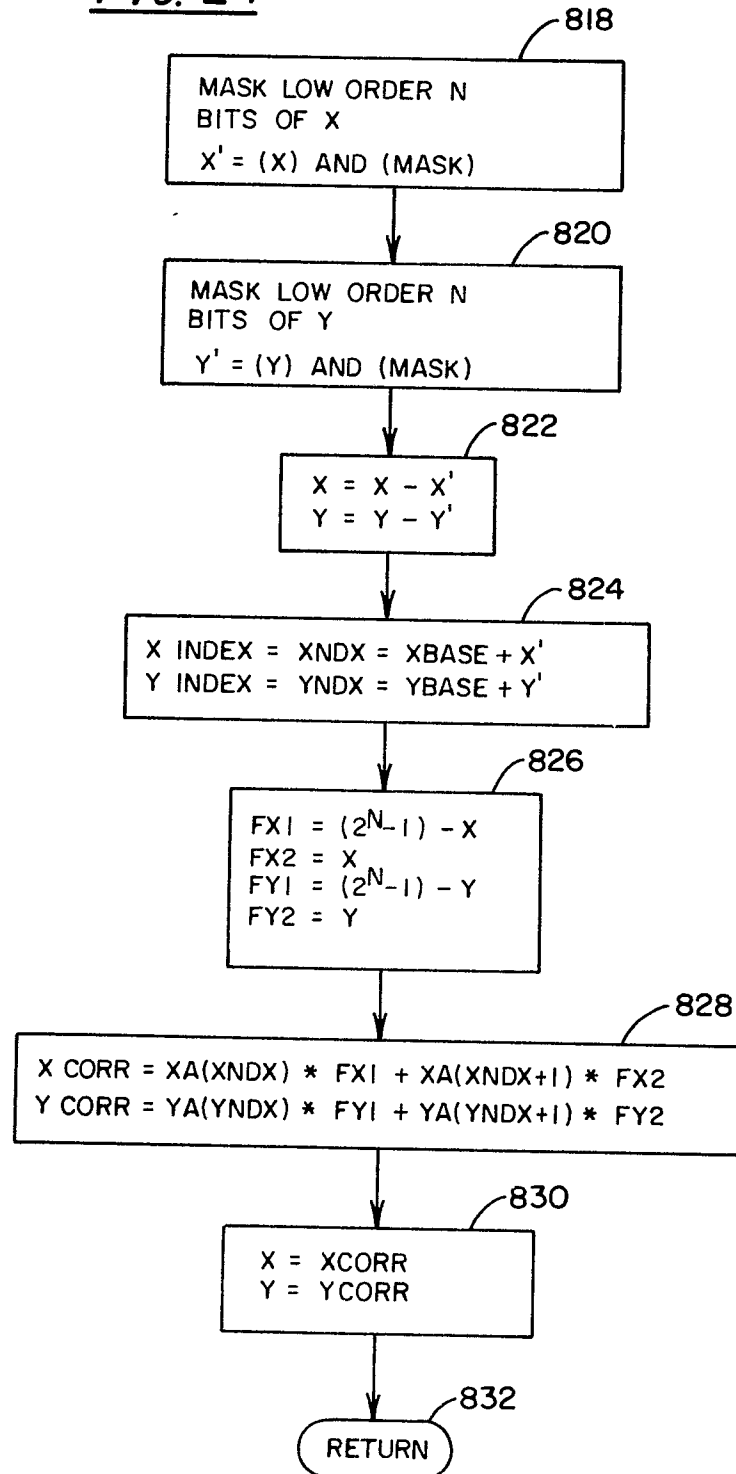 818
MASK LOW ORDER N
BITS OF X
X' = (X) AND (MASK)
820
MASK LOW ORDER N
BITS OF Y
Y' = (Y) AND (MASK)
822
X = X - X'
Y = Y - Y'
824
X INDEX = XNDX = XBASE + X'
Y INDEX = YNDX = YBASE + Y'
826
FX1 = (2^N-1) - X
FX2 = X
FY1 = (2^N-1) - Y
FY2 = Y
828
X CORR = XA(XNDX) * FX1 + XA(XNDX+1) * FX2
Y CORR = YA(YNDX) * FY1 + YA(YNDX+1) * FY2
830
X = XCORR
Y = YCORR
832
RETURN